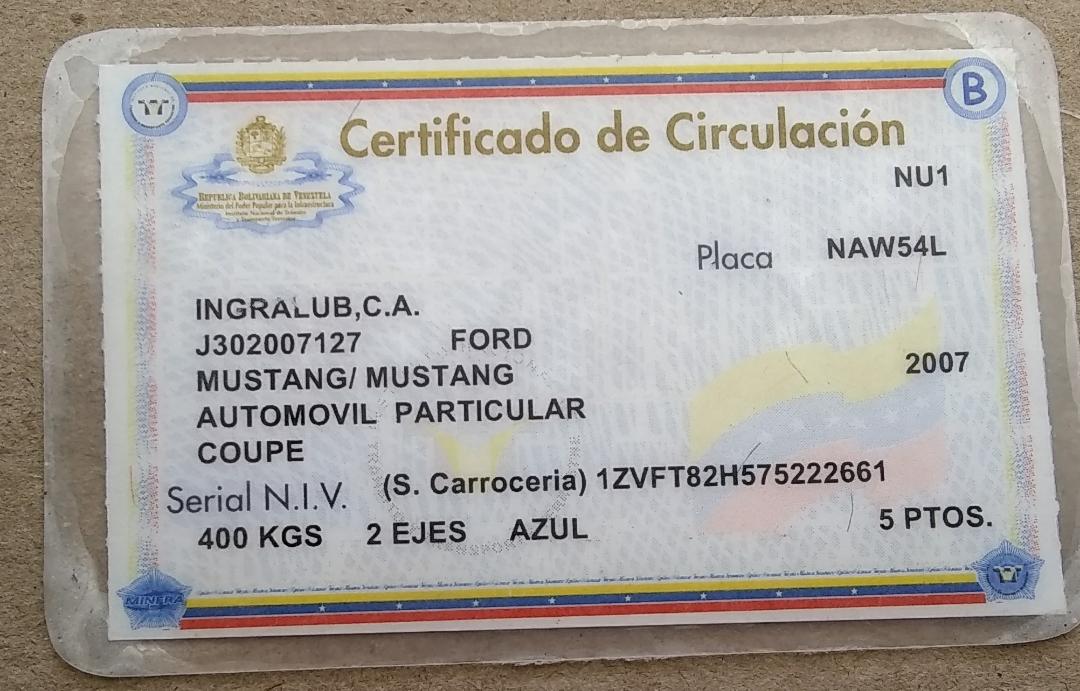 B
Certificado de Circulación
REPUBLICA BOLIVARIANA DE VENEZUELA
Ministerio del Poder Popular para la Infraestructura
Instituto Nacional de Tránsito
y Transporte Terrestre
NU1
Placa NAW54L
INGRALUB,C.A.
J302007127 FORD
MUSTANG/ MUSTANG 2007
AUTOMOVIL PARTICULAR
COUPE
Serial N.I.V. (S. Carroceria) 1ZVFT82H575222661
400 KGS 2 EJES AZUL 5 PTOS.
MINFRA